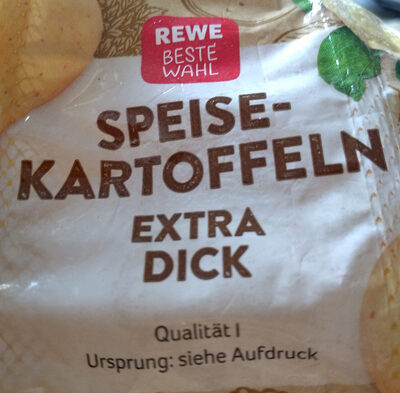 REWE
BESTE
WAHL
SPEISE-
KARTOFFELN
EXTRA
DICK
Qualität I
Ursprung: siehe Aufdruck